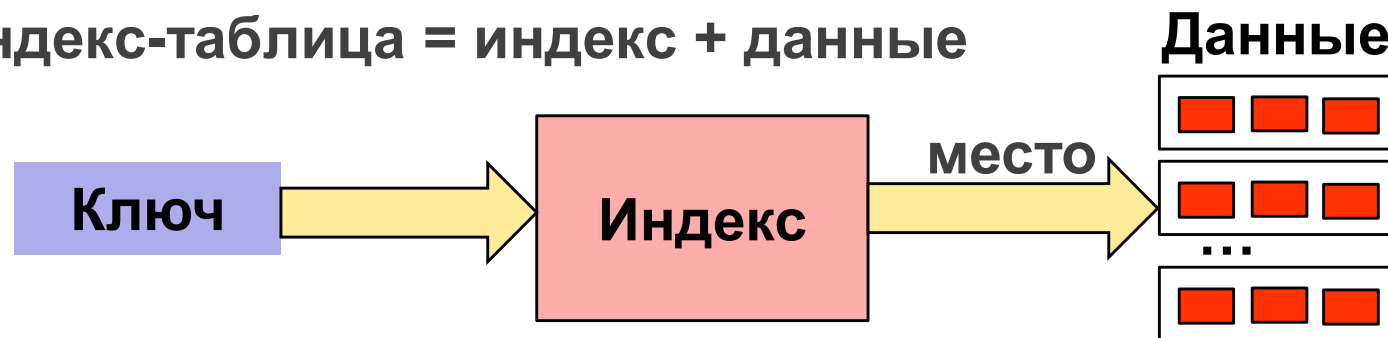 ндекс-таблица = индекс + данные
Данные
место
Ключ
Индекс
...